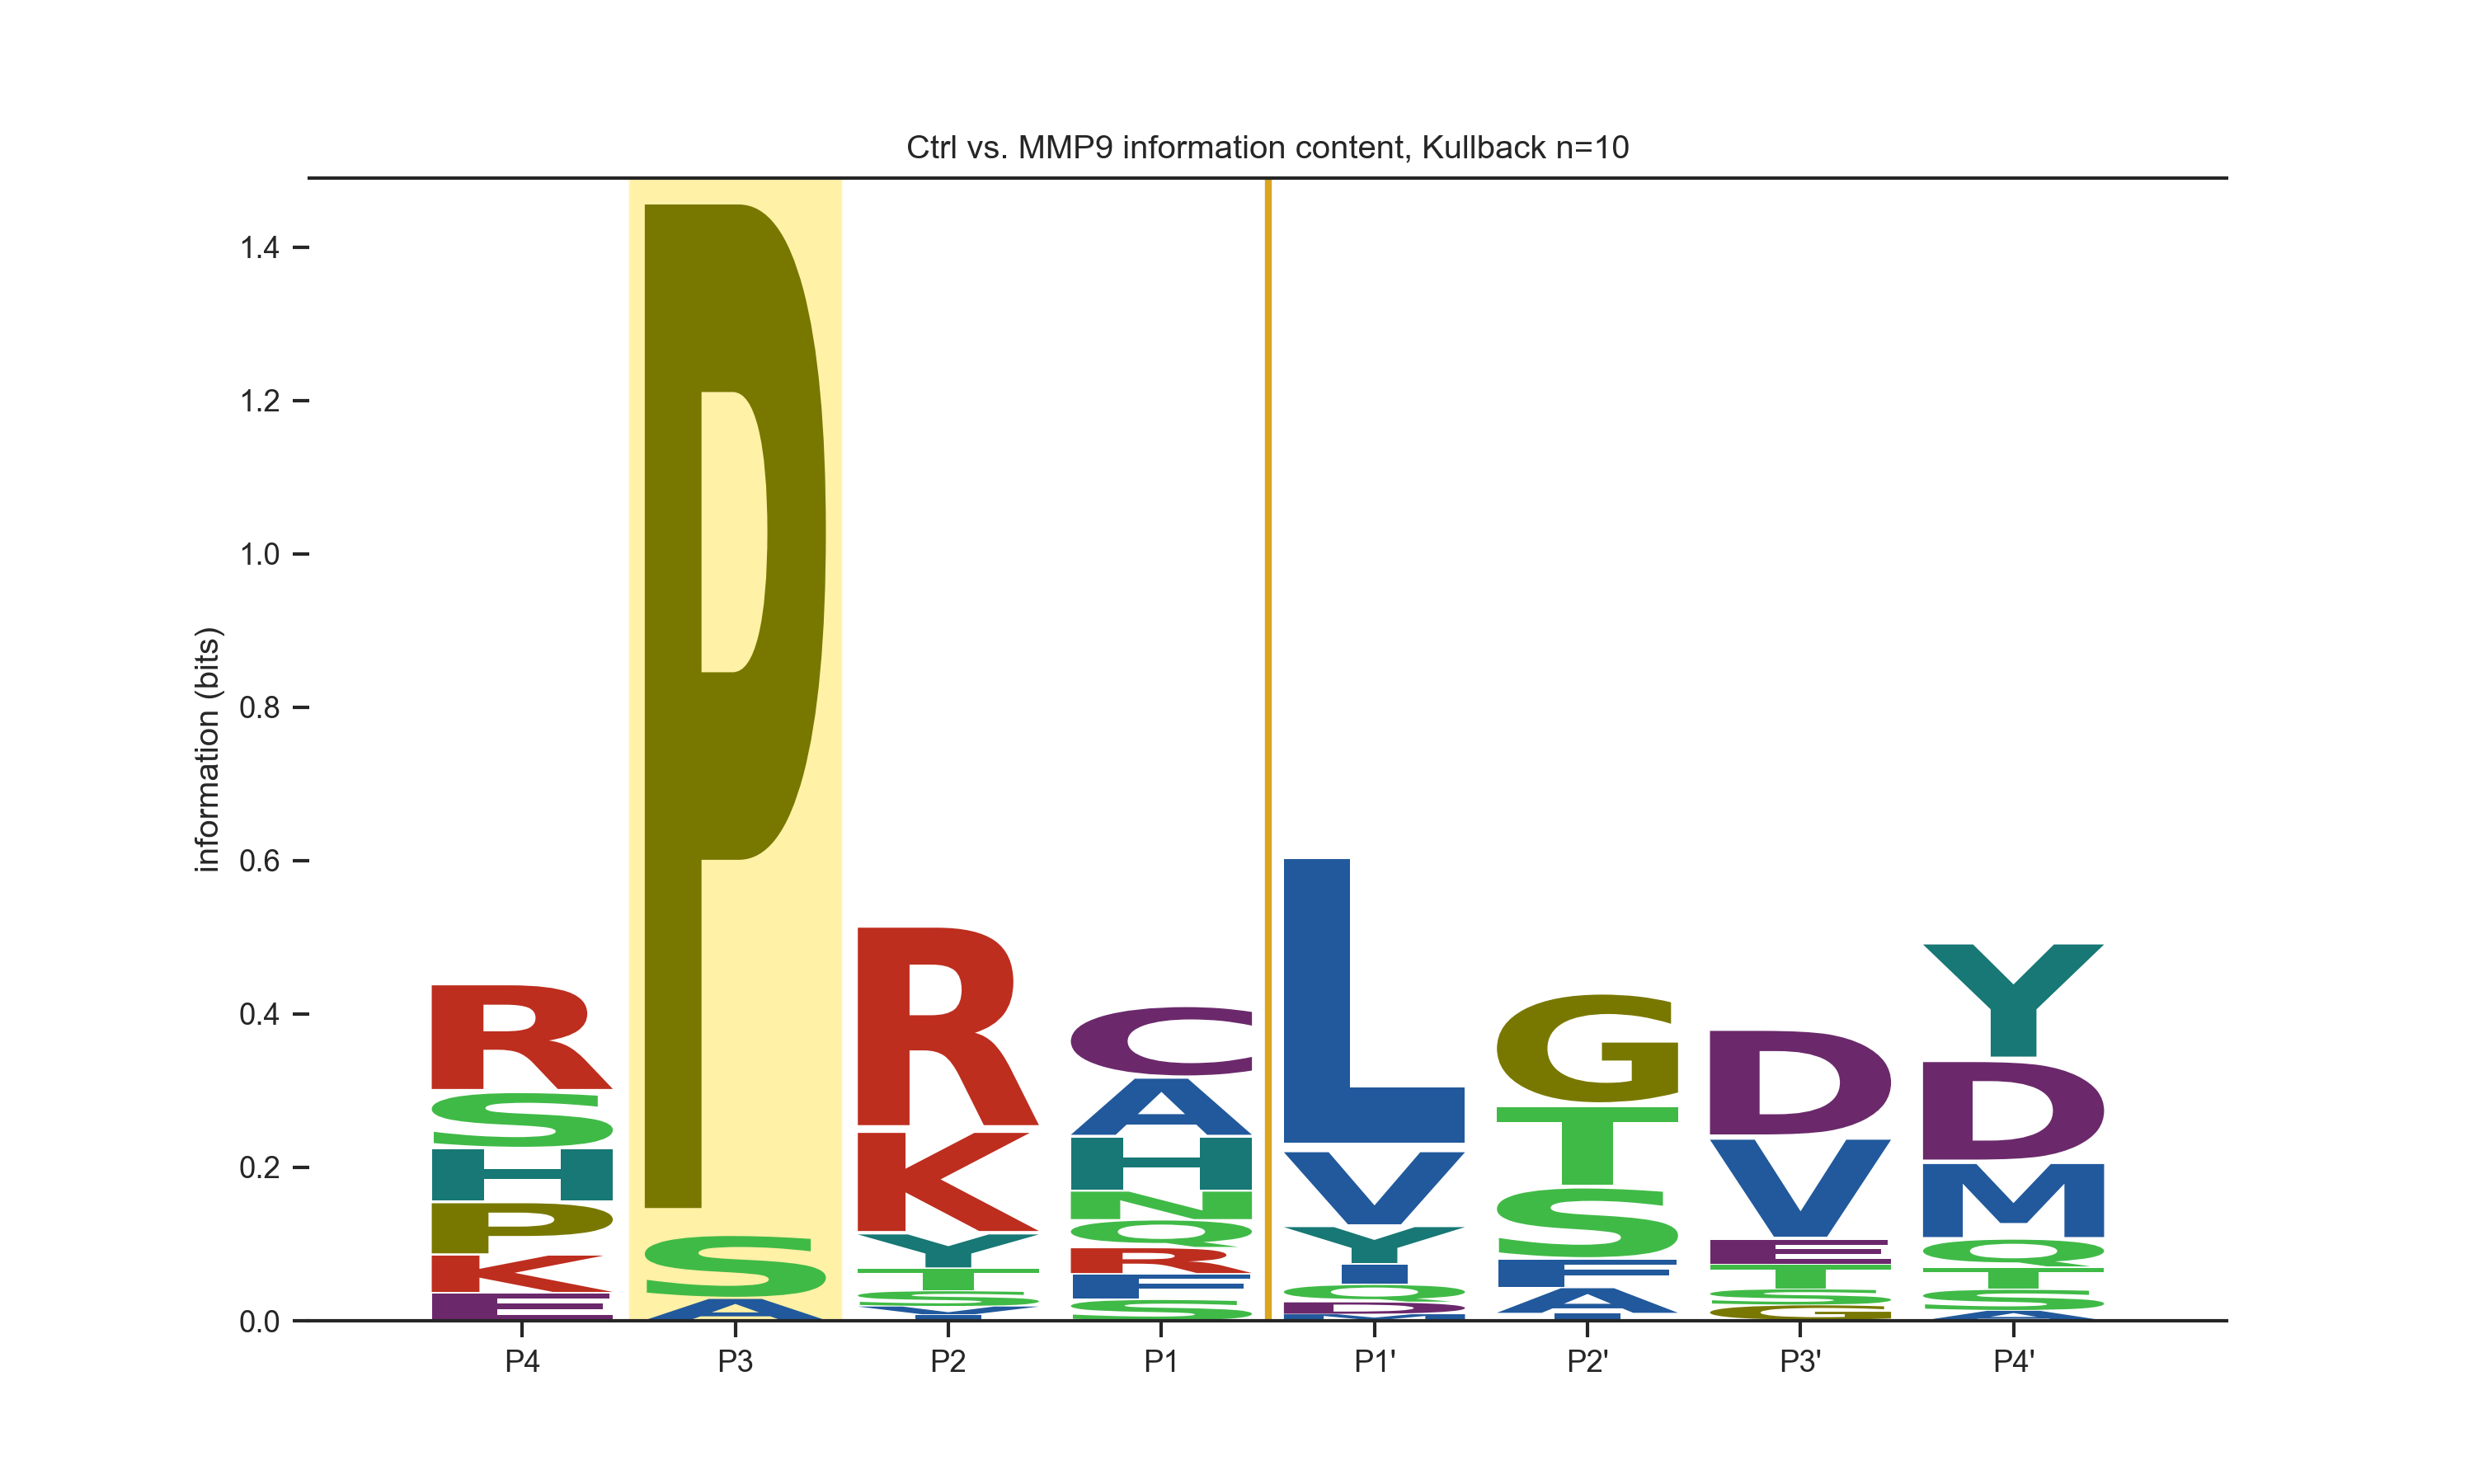 Ctrl vs. MMP9 information content, Kullback n=10
information (bits)
1.4
1.2
1.0
0.8
0.6
0.4
0.2
0.0
R
S
H
P
K
E
P
S
A
R
K
Y
T
S
V
I
C
A
H
N
Q
R
F
S
L
V
Y
I
Q
D
G
T
S
F
A
I
D
V
E
T
S
G
Y
D
M
Q
T
S
A
P4 P3 P2 P1 P1' P2' P3' P4'